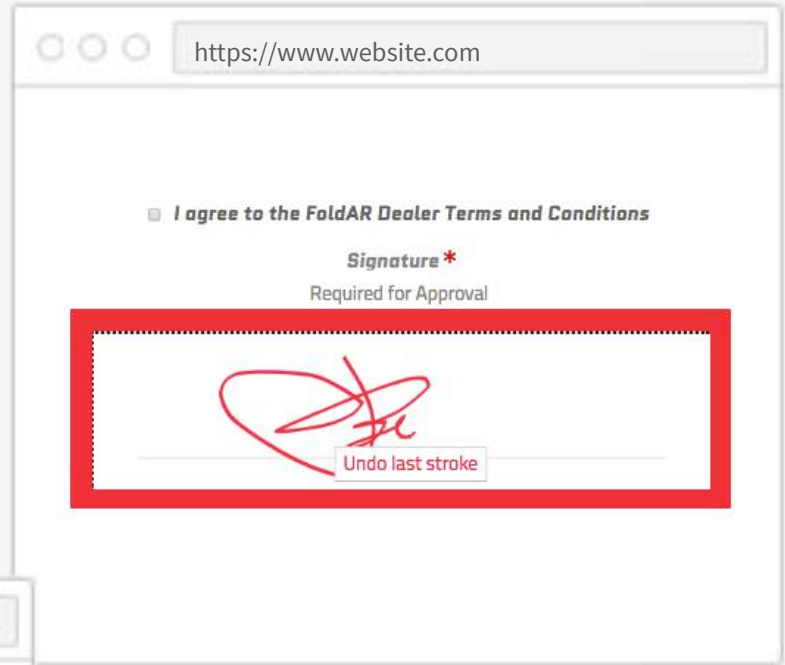 https://www.website.com
I agree to the FoldAR Dealer Terms and Conditions
Signature *
Required for Approval
Undo last stroke